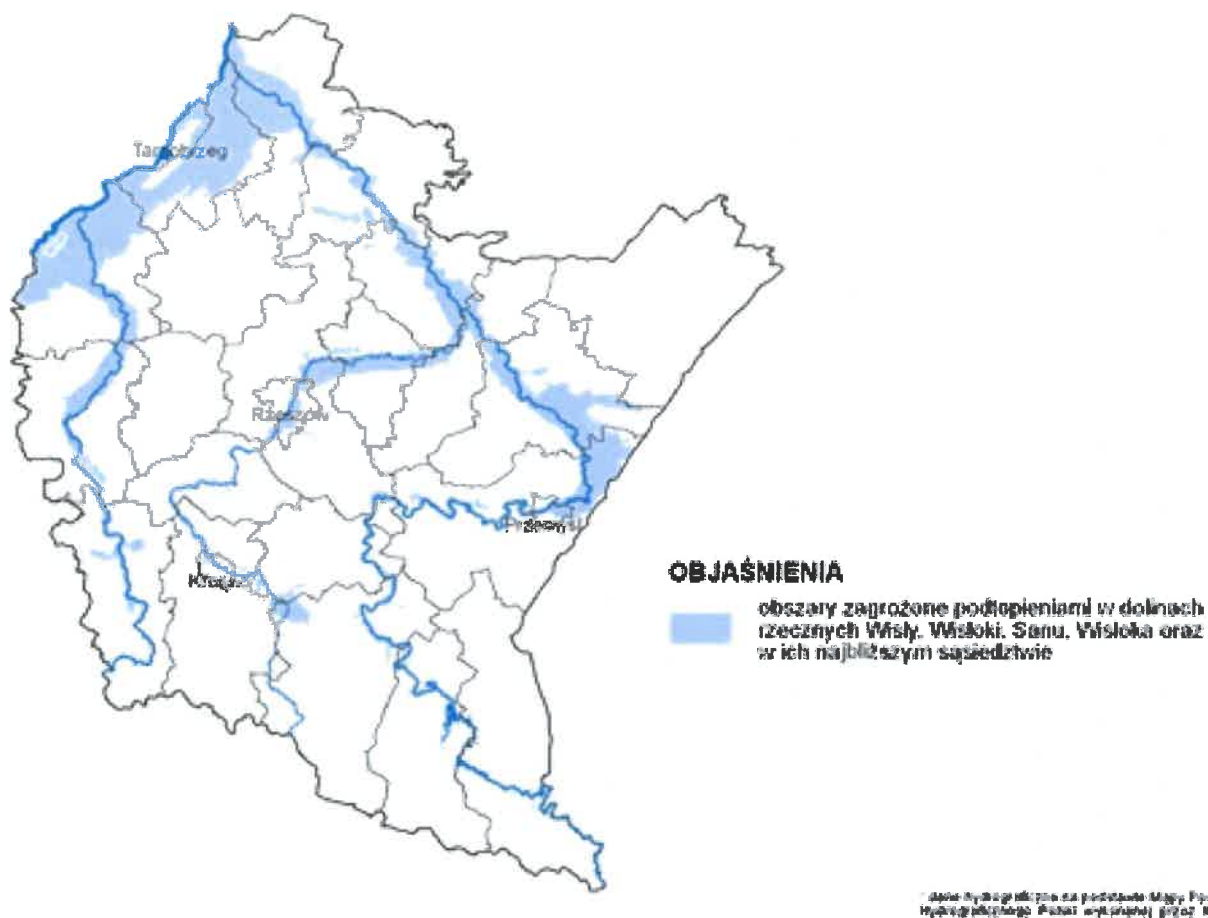 Tarnobrzeg
Rzeszów
Przemyśl
Krosno
OBJAŚNIENIA
obszary zagrożone podtopieniami w dolinach
rzecznych Wisły, Wisłoki, Sanu, Wisłoka oraz
w ich najbliższym sąsiedztwie